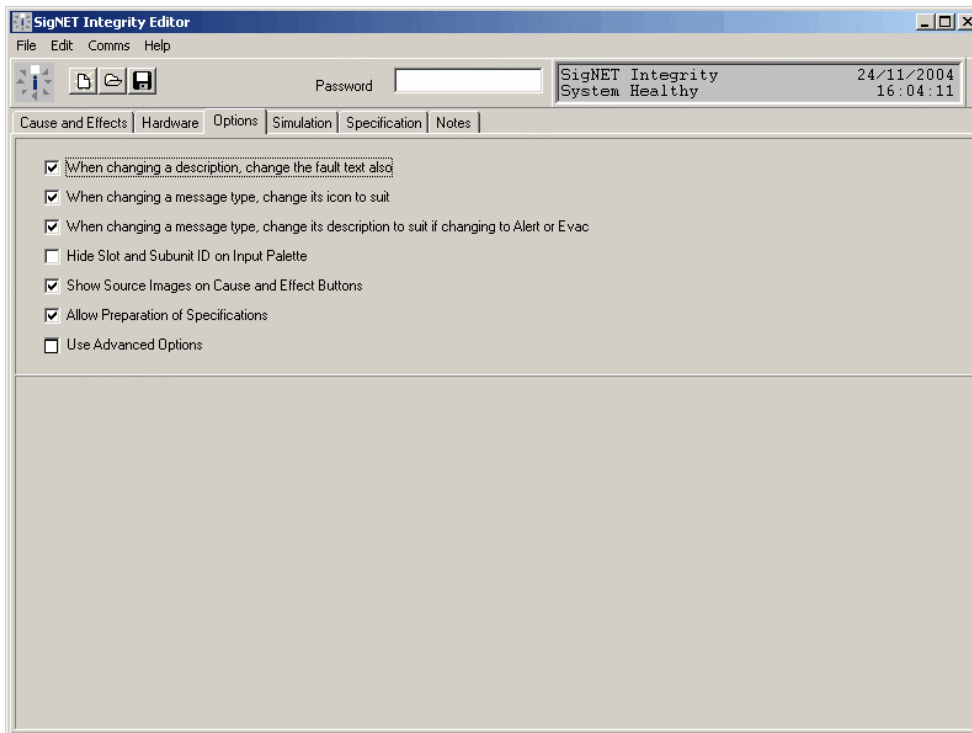 SigNET Integrity Editor
File Edit Comms Help
Password
SigNET Integrity 24/11/2004
System Healthy 16:04:11
Cause and Effects Hardware Options Simulation Specification Notes
When changing a description, change the fault text also
When changing a message type, change its icon to suit
When changing a message type, change its description to suit if changing to Alert or Evac
Hide Slot and Subunit ID on Input Palette
Show Source Images on Cause and Effect Buttons
Allow Preparation of Specifications
Use Advanced Options